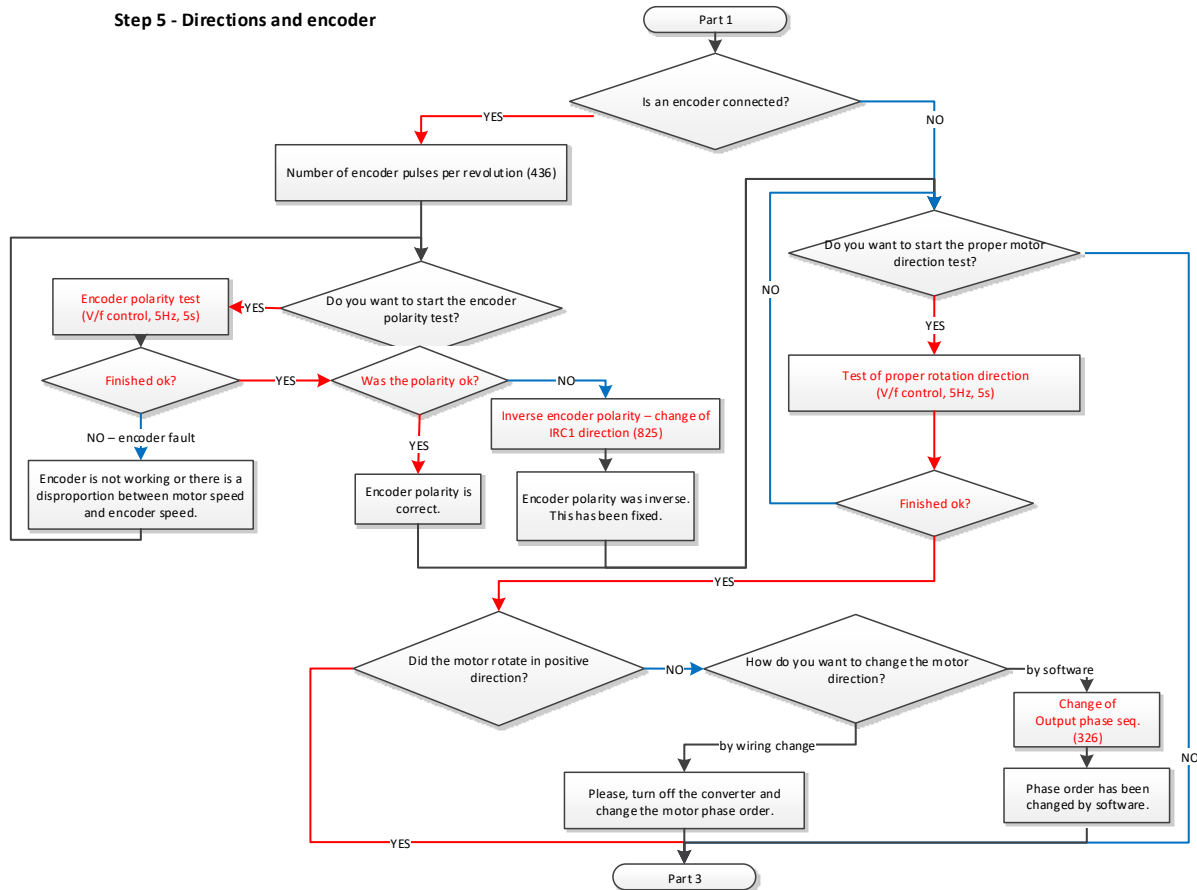 Step 5 - Directions and encoder
Part 1
Is an encoder connected?
YES
NO
Number of encoder pulses per revolution (436)
Do you want to start the proper motor
direction test?
NO
NO
Encoder polarity test
(V/f control, 5Hz, 5s)
YES
Do you want to start the encoder
polarity test?
YES
Finished ok?
YES
Was the polarity ok?
NO
Test of proper rotation direction
(V/f control, 5Hz, 5s)
Inverse encoder polarity – change of
IRC1 direction (825)
NO – encoder fault
YES
Encoder is not working or there is a
disproportion between motor speed
and encoder speed.
Encoder polarity is
correct.
Encoder polarity was inverse.
This has been fixed.
Finished ok?
YES
Did the motor rotate in positive
direction?
NO
How do you want to change the motor
direction?
by software
Change of
Output phase seq.
(326)
by wiring change
Please, turn off the converter and
change the motor phase order.
Phase order has been
changed by software.
YES
Part 3